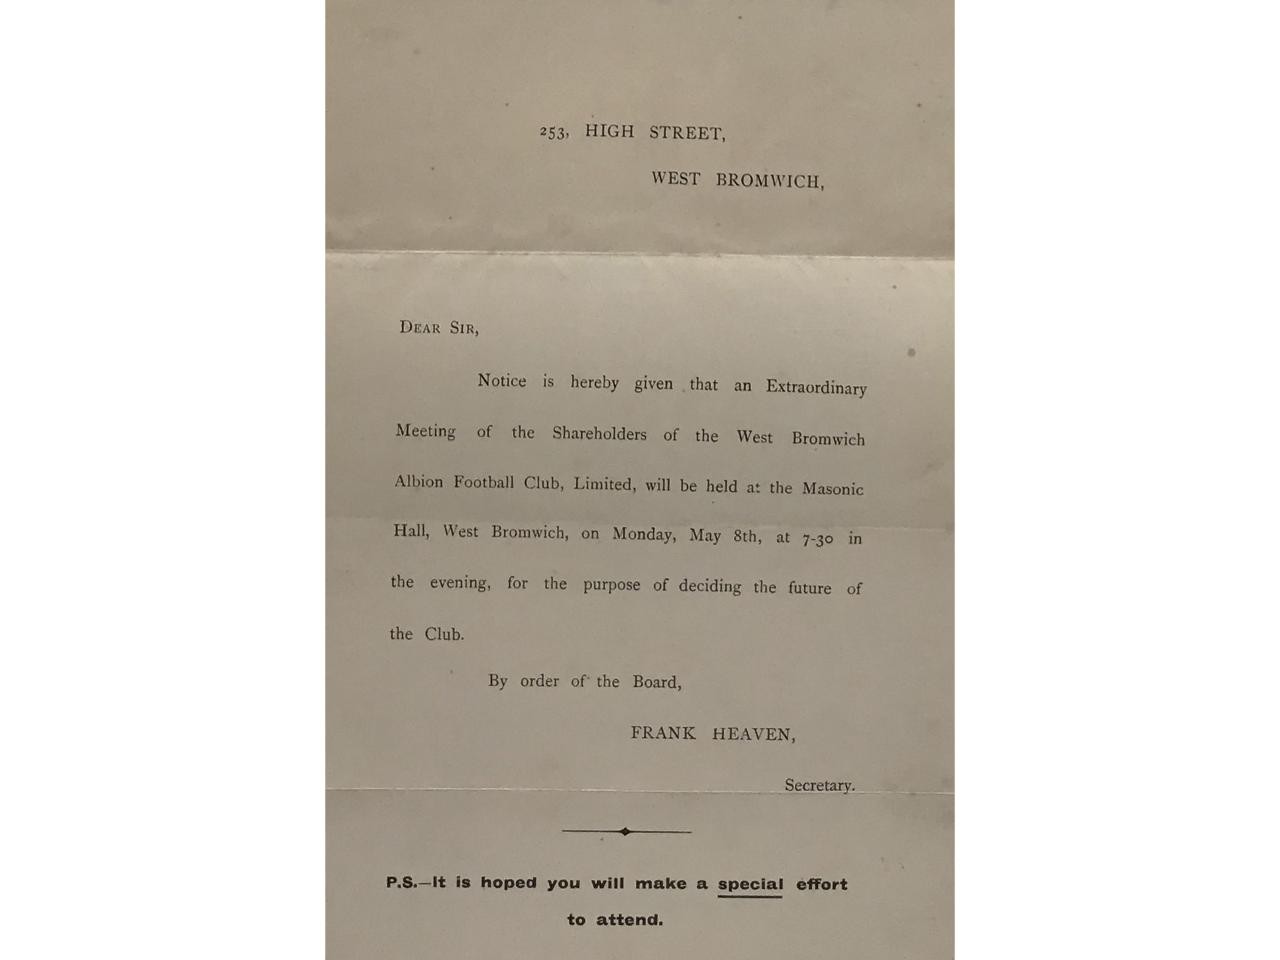 253, HIGH STREET,
WEST BROMWICH,
DEAR SIR,
Notice is hereby given that an Extraordinary
Meeting of the Shareholders of the West Bromwich
Albion Football Club, Limited, will be held at the Masonic
Hall, West Bromwich, on Monday, May 8th, at 7-30 in
the evening, for the purpose of deciding the future of
the Club.
By order of the Board,
FRANK HEAVEN,
Secretary.
P.S.—It is hoped you will make a special effort
to attend.